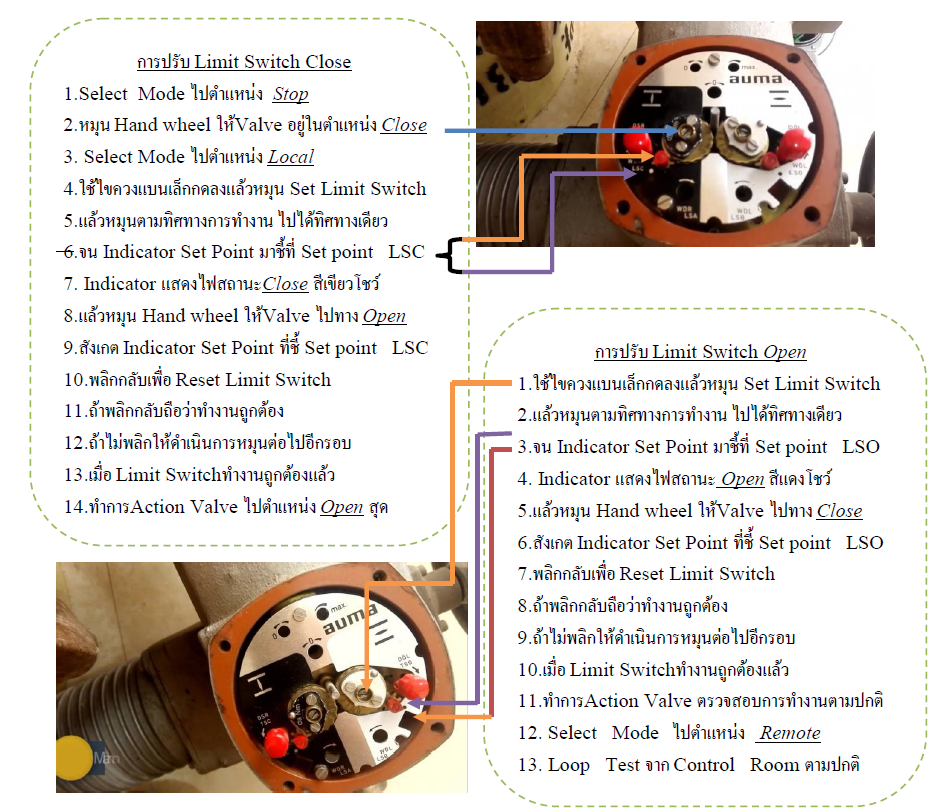 การปรับ Limit Switch Close
1.Select Mode ไปตำแหน่ง Stop
2.หมุน Hand wheel ให้Valve อยู่ในตำแหน่ง Close
3. Select Mode ไปตำแหน่ง Local
4.ใช้ไขควงแบนเล็กกดลงแล้วหมุน Set Limit Switch
5.แล้วหมุนตามทิศทางการทำงาน ไปได้ทิศทางเดียว
6.จน Indicator Set Point มาชี้ที่ Set point LSC
7. Indicator แสดงไฟสถานะClose สีเขียวโชว์
8.แล้วหมุน Hand wheel ให้Valve ไปทาง Open
9.สังเกต Indicator Set Point ที่ชี้ Set point LSC
10.พลิกกลับเพื่อ Reset Limit Switch
11.ถ้าพลิกกลับถือว่าทำงานถูกต้อง
12.ถ้าไม่พลิกให้ดำเนินการหมุนต่อไปอีกรอบ
13.เมื่อ Limit Switchทำงานถูกต้องแล้ว
14.ทำการAction Valve ไปตำแหน่ง Open สุด
0 max.
auma
0
DSR
DOL
LSC
WDR
LSA
WDL
LSB
WOL
LSO
การปรับ Limit Switch Open
1.ใช้ไขควงแบนเล็กกดลงแล้วหมุน Set Limit Switch
2.แล้วหมุนตามทิศทางการทำงาน ไปได้ทิศทางเดียว
3.จน Indicator Set Point มาชี้ที่ Set point LSO
4. Indicator แสดงไฟสถานะ Open สีแดงโชว์
5.แล้วหมุน Hand wheel ให้Valve ไปทาง Close
6.สังเกต Indicator Set Point ที่ชี้ Set point LSO
7.พลิกกลับเพื่อ Reset Limit Switch
8.ถ้าพลิกกลับถือว่าทำงานถูกต้อง
9.ถ้าไม่พลิกให้ดำเนินการหมุนต่อไปอีกรอบ
10.เมื่อ Limit Switchทำงานถูกต้องแล้ว
11.ทำการAction Valve ตรวจสอบการทำงานตามปกติ
12. Select Mode ไปตำแหน่ง Remote
13. Loop Test จาก Control Room ตามปกติ
0 max.
auma
0
DOL
TSO
DSR
TSC
WDR
LSA
WDL
LSB